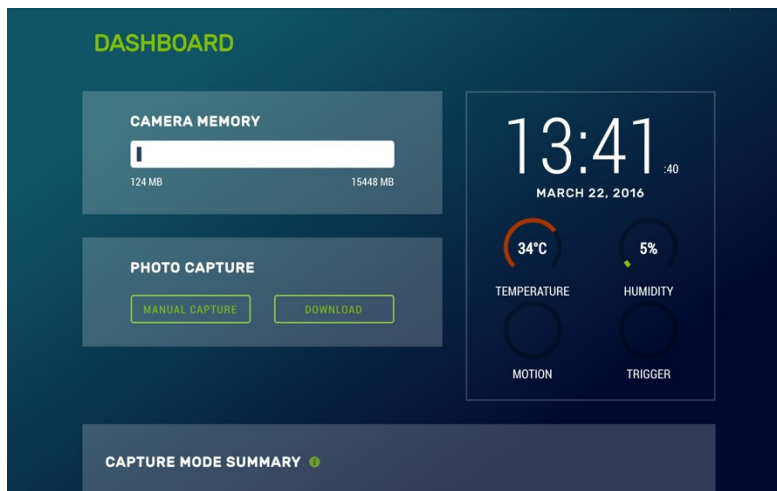 DASHBOARD
CAMERA MEMORY
124 MB 15448 MB
PHOTO CAPTURE
MANUAL CAPTURE DOWNLOAD
13:41 :40
MARCH 22, 2016
34°C 5%
TEMPERATURE HUMIDITY
MOTION TRIGGER
CAPTURE MODE SUMMARY i